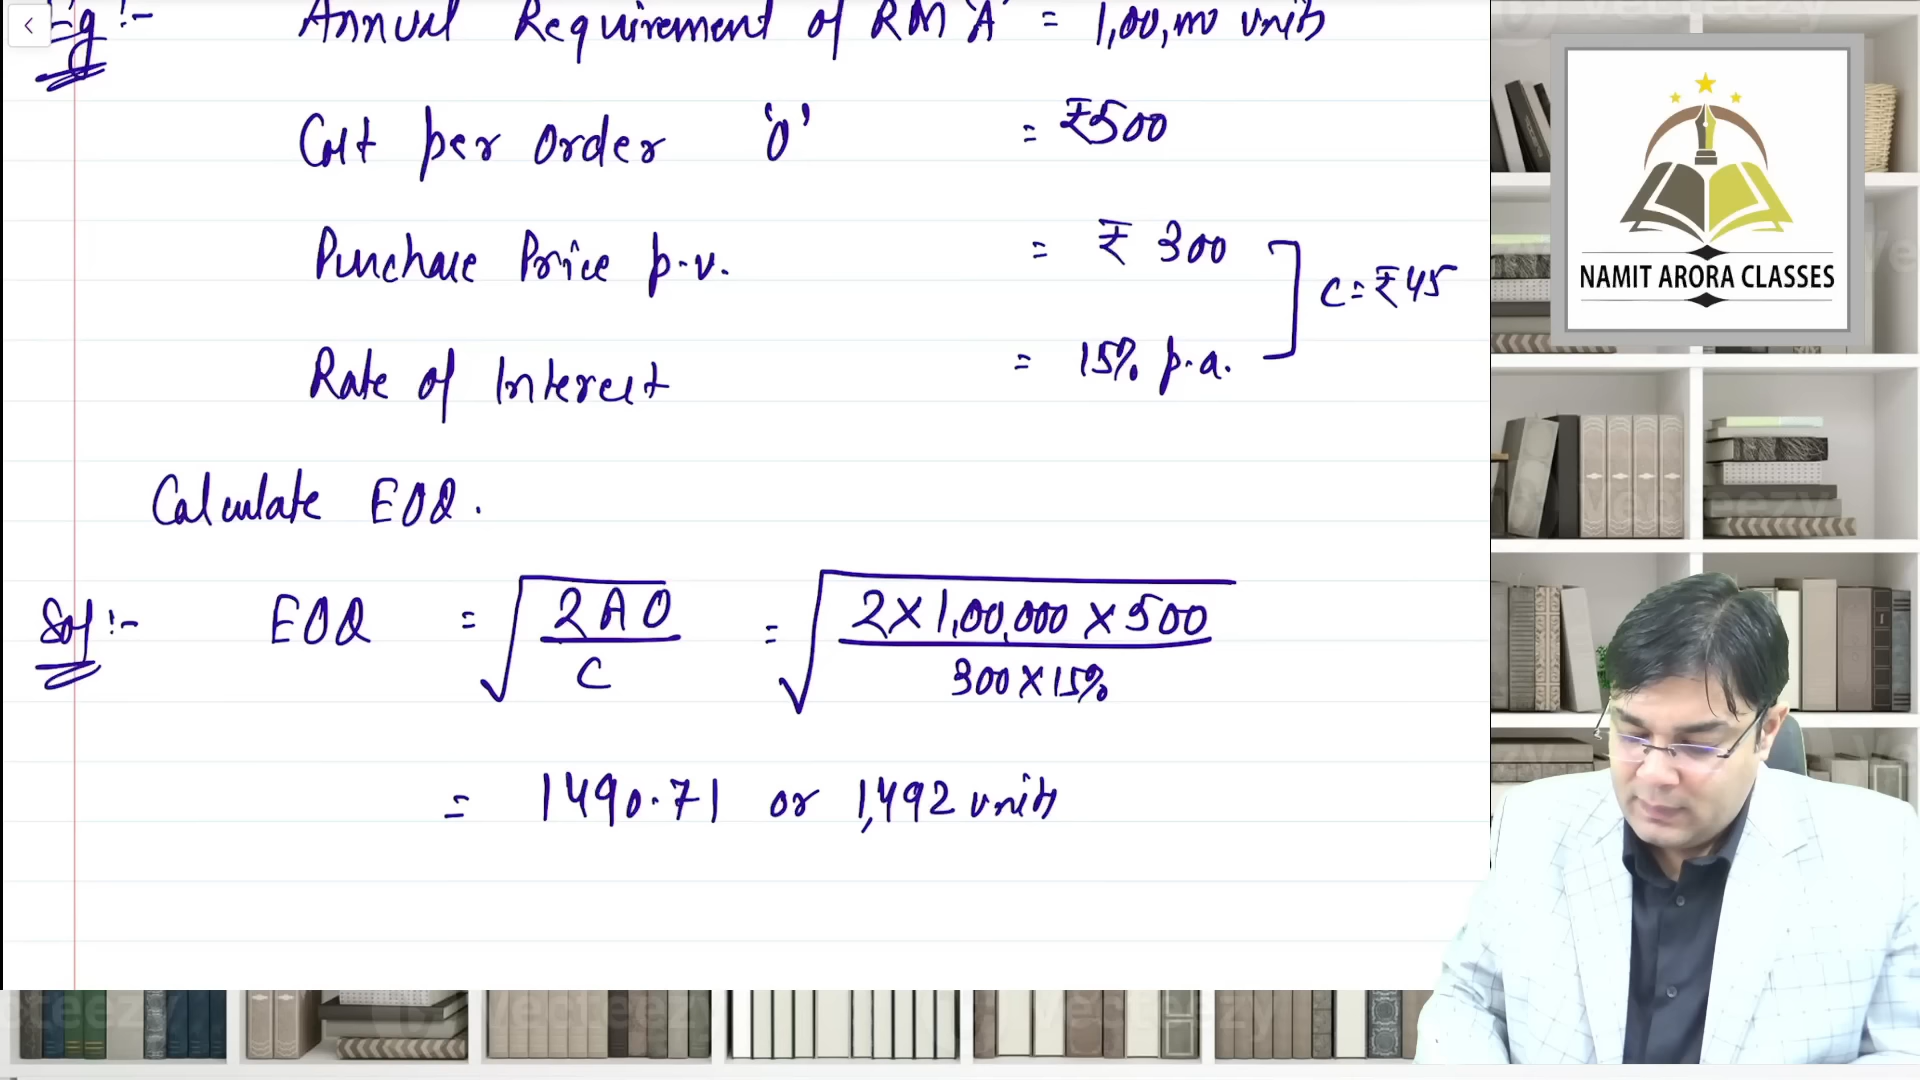 Eg:-
Annual Requirement of RM 'A' = 1,00,000 units
Cost per order 'O' = ₹500
Purchase Price p.u. = ₹ 300
C = ₹45
Rate of Interest = 15% p.a.
Calculate EOQ.
Sol:- EOQ = √(2AO / C) = √(2 X 1,00,000 X 500 / 300 X 15%)
= 1490.71 or 1,492 units
NAMIT ARORA CLASSES
vecteezy